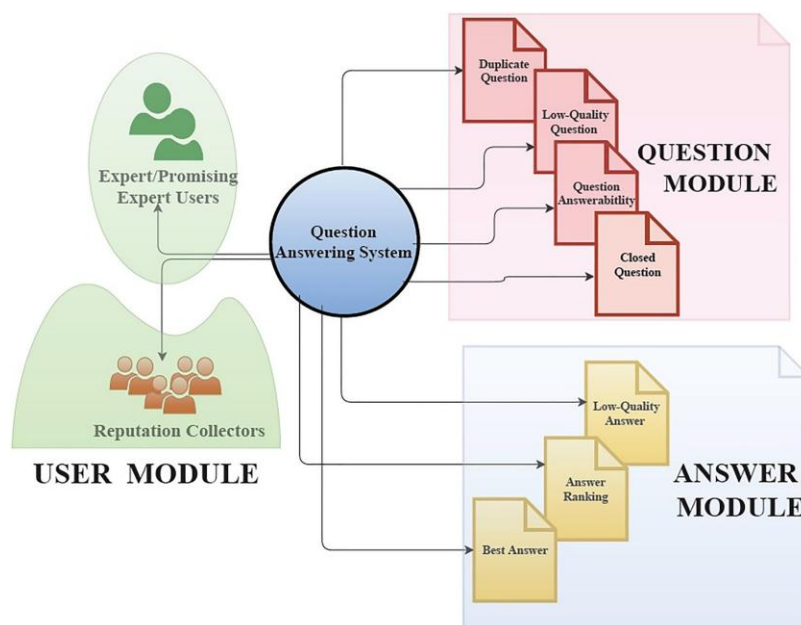 Duplicate
Question
Low-Quality
Question
QUESTION
MODULE
Question
Answerabitlity
Closed
Question
Expert/Promising
Expert Users
Question
Answering System
Reputation Collectors
USER MODULE
Low-Quality
Answer
Answer
Ranking
ANSWER
MODULE
Best Answer